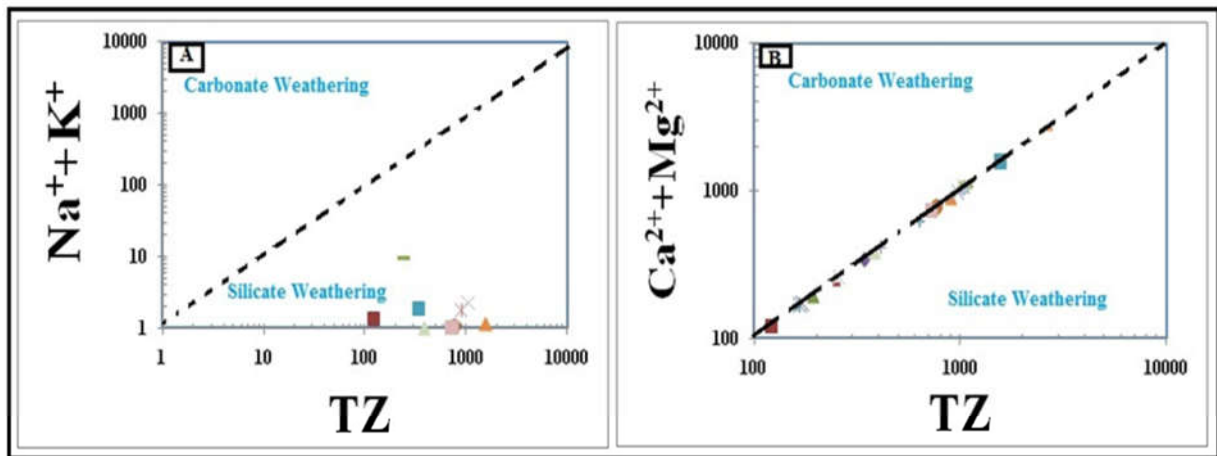 A
Carbonate Weathering
Silicate Weathering
Na⁺+K⁺
10000
1000
100
10
1
1 10 100 1000 10000
TZ
B
Carbonate Weathering
Silicate Weathering
Ca²⁺+Mg²⁺
10000
1000
100
100 1000 10000
TZ